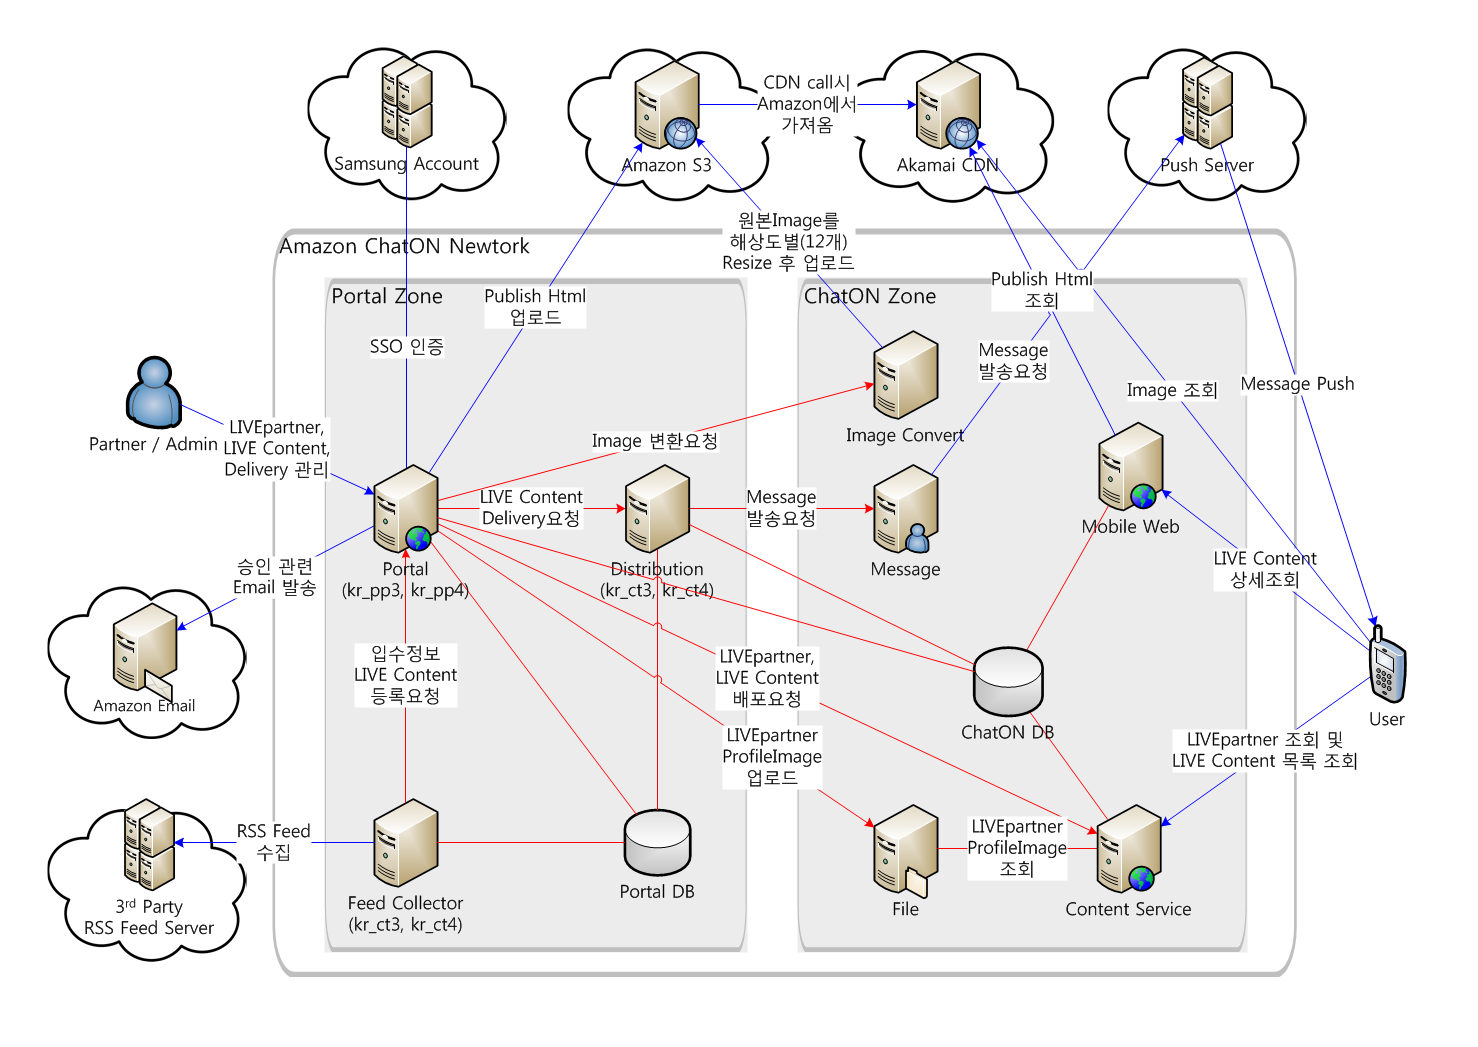 CDN call시
Amazon에서
가져옴
Samsung Account
Amazon S3
Akamai CDN
Push Server
원본Image를
해상도별(12개)
Resize 후 업로드
Amazon ChatON Newtork
Portal Zone
ChatON Zone
Publish Html
업로드
Publish Html
조회
SSO 인증
Message
발송요청
Image 조회
Message Push
Partner / Admin
LIVEpartner,
LIVE Content,
Delivery 관리
Image 변환요청
Image Convert
LIVE Content
Delivery요청
Message
발송요청
Mobile Web
Portal
(kr_pp3, kr_pp4)
Distribution
(kr_ct3, kr_ct4)
Message
LIVE Content
상세조회
승인 관련
Email 발송
입수정보
LIVE Content
등록요청
LIVEpartner,
LIVE Content
배포요청
Amazon Email
ChatON DB
User
LIVEpartner
ProfileImage
업로드
LIVEpartner 조회 및
LIVE Content 목록 조회
RSS Feed
수집
LIVEpartner
ProfileImage
조회
3rd Party
RSS Feed Server
Feed Collector
(kr_ct3, kr_ct4)
Portal DB
File
Content Service